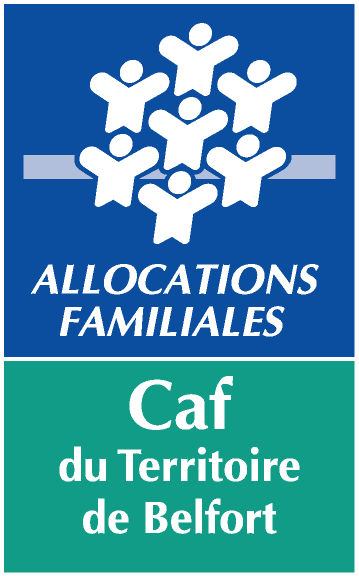 ALLOCATIONS
FAMILIALES
Caf
du Territoire
de Belfort